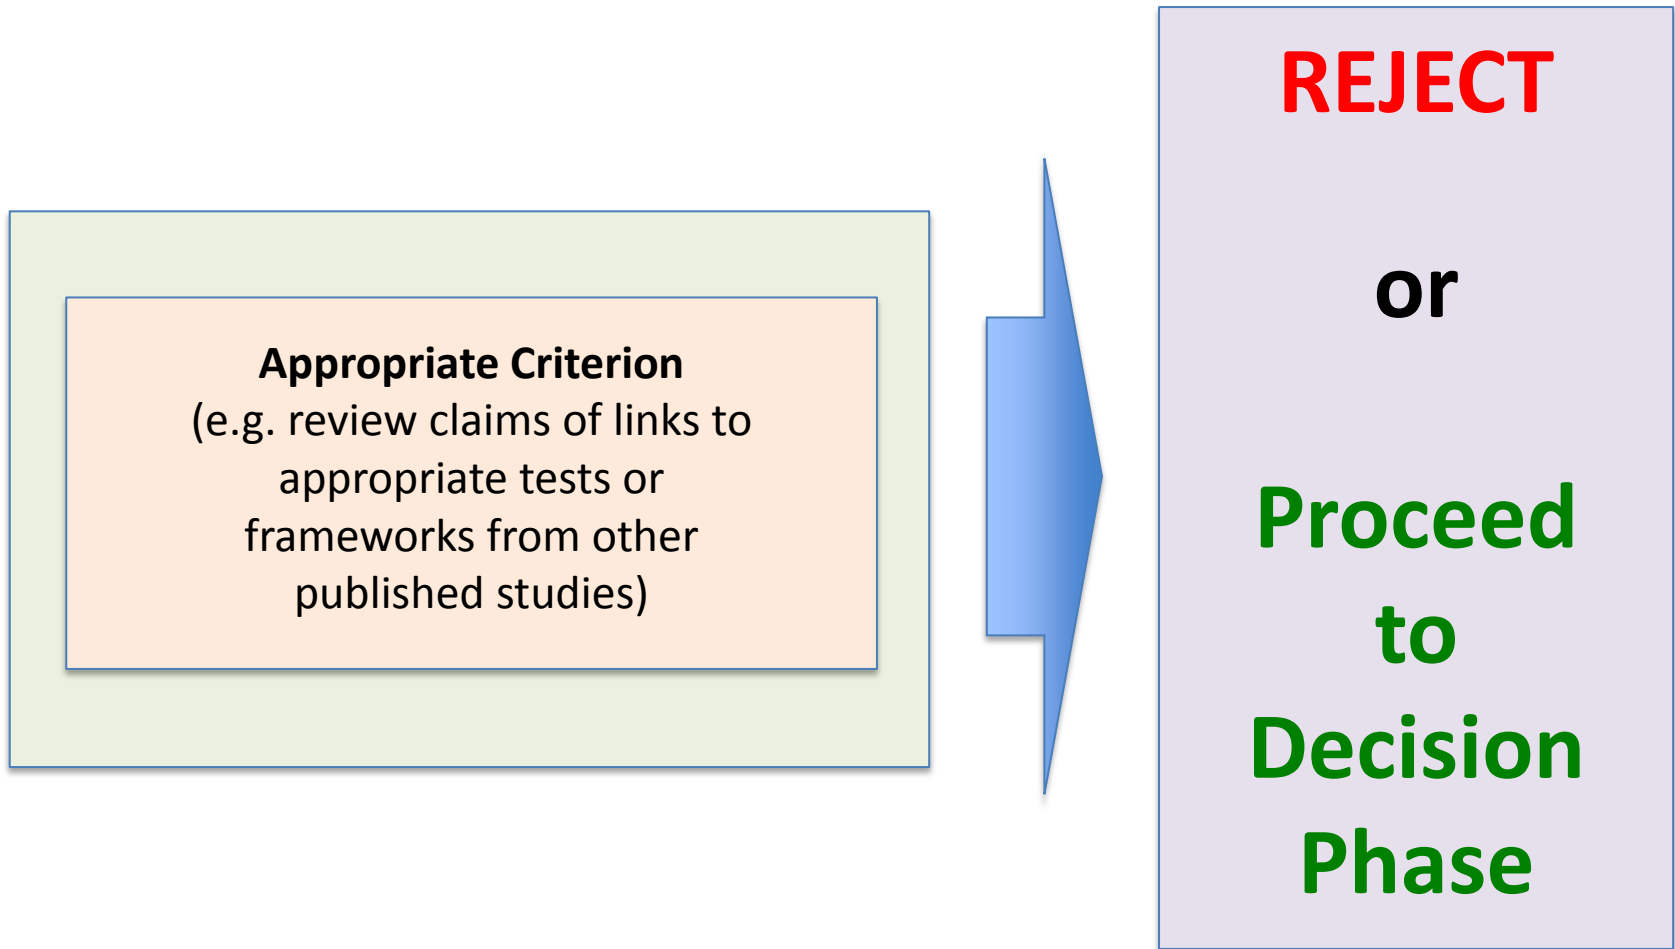 Appropriate Criterion
(e.g. review claims of links to
appropriate tests or
frameworks from other
published studies)
REJECT
or
Proceed
to
Decision
Phase